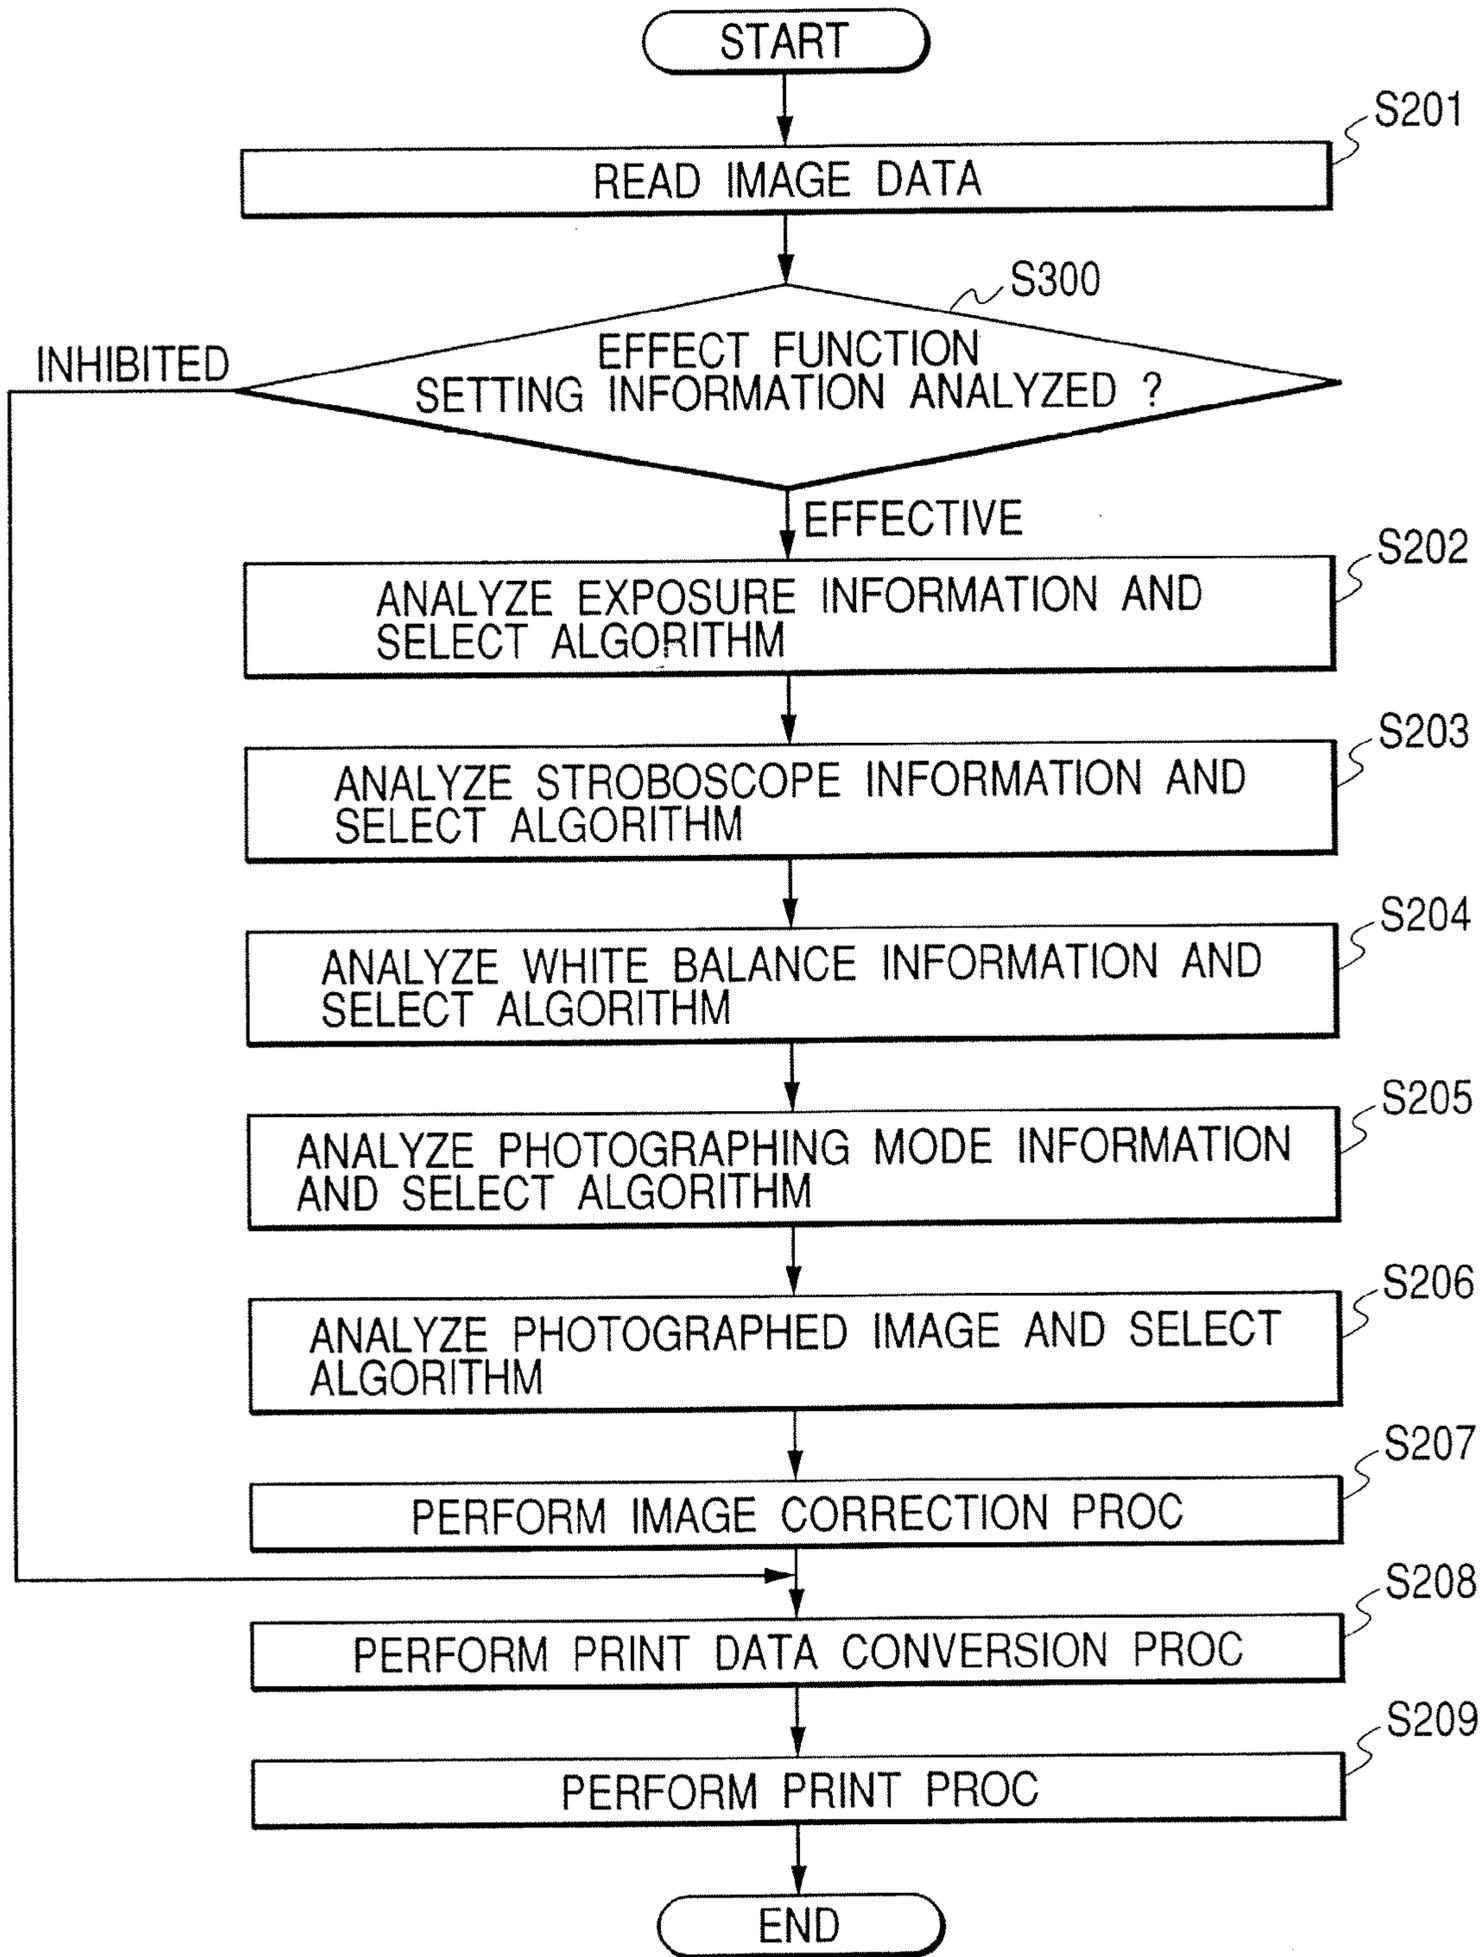 START
S201
READ IMAGE DATA
S300
INHIBITED
EFFECT FUNCTION
SETTING INFORMATION ANALYZED ?
EFFECTIVE
S202
ANALYZE EXPOSURE INFORMATION AND
SELECT ALGORITHM
S203
ANALYZE STROBOSCOPE INFORMATION AND
SELECT ALGORITHM
S204
ANALYZE WHITE BALANCE INFORMATION AND
SELECT ALGORITHM
S205
ANALYZE PHOTOGRAPHING MODE INFORMATION
AND SELECT ALGORITHM
S206
ANALYZE PHOTOGRAPHED IMAGE AND SELECT
ALGORITHM
S207
PERFORM IMAGE CORRECTION PROC
S208
PERFORM PRINT DATA CONVERSION PROC
S209
PERFORM PRINT PROC
END